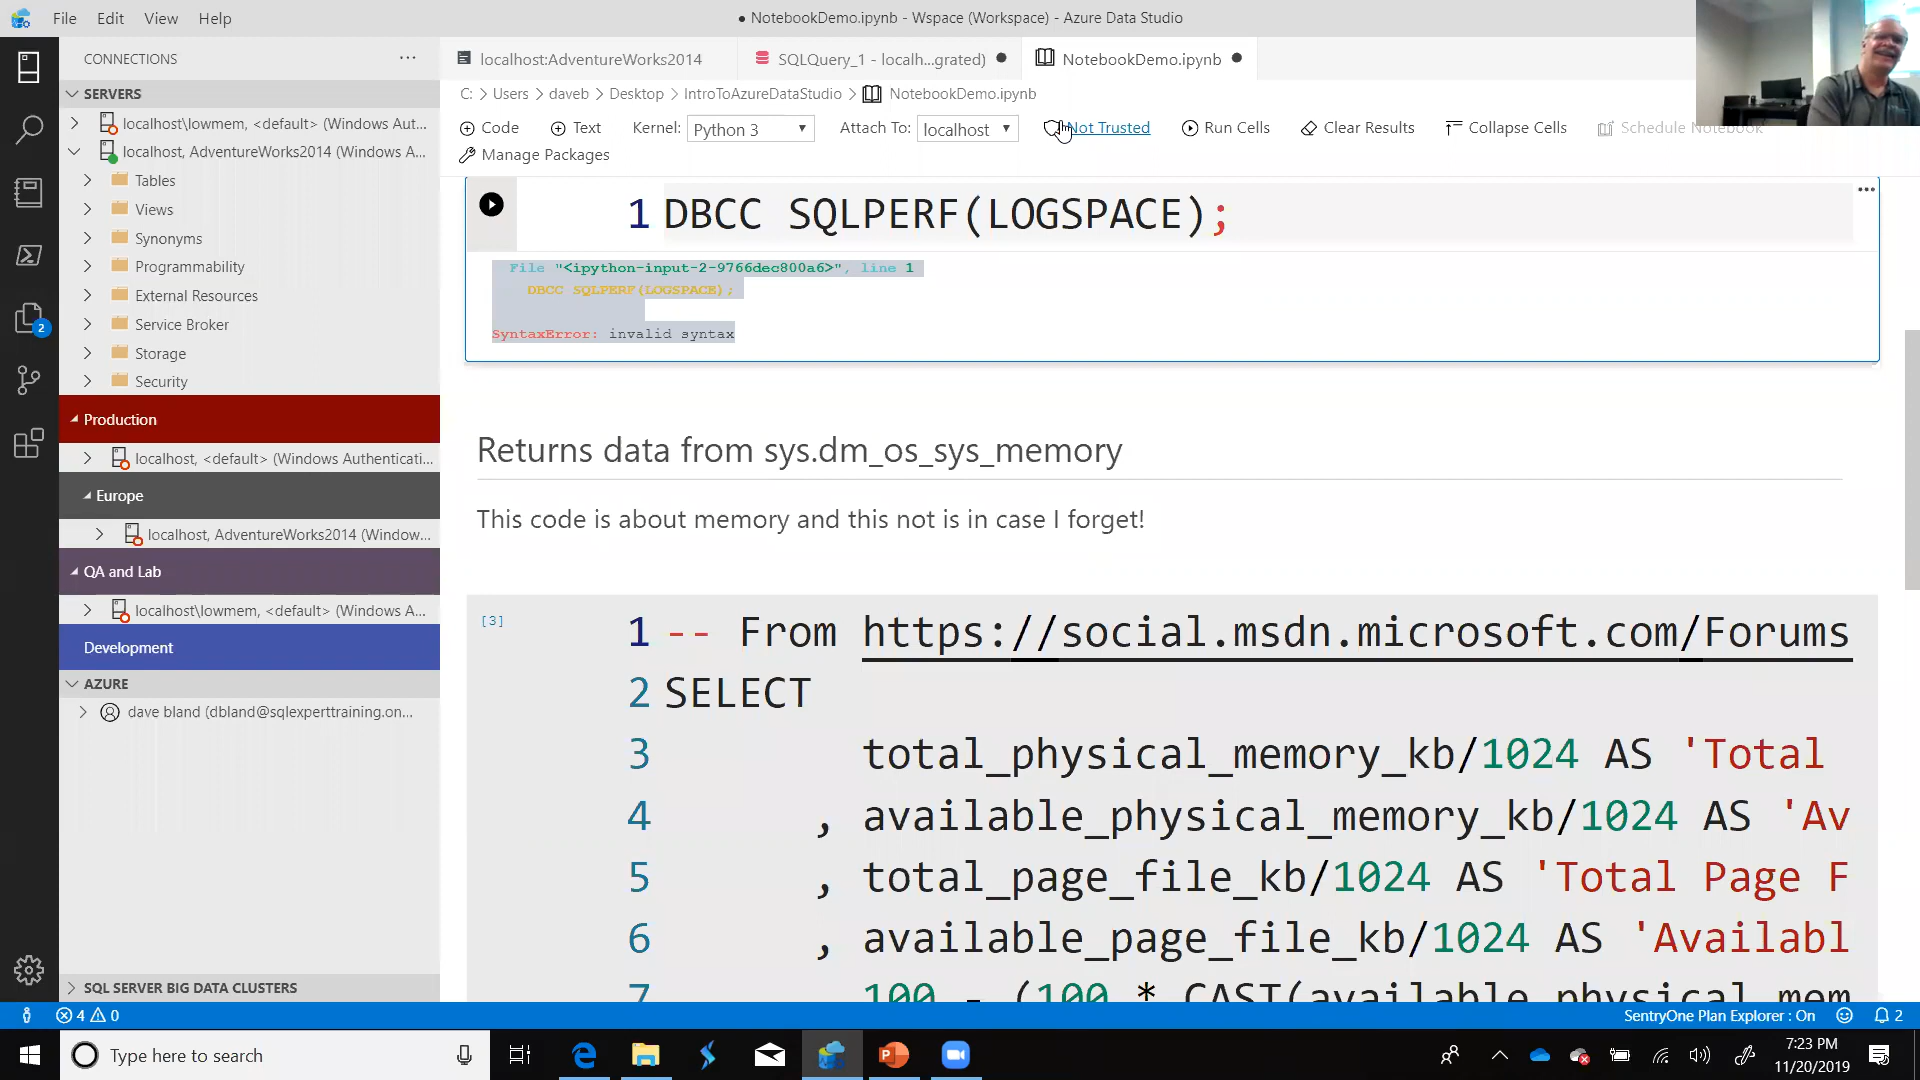 File Edit View Help
● NotebookDemo.ipynb - Wspace (Workspace) - Azure Data Studio
CONNECTIONS ...
SERVERS
localhost\lowmem, <default> (Windows Aut...
localhost, AdventureWorks2014 (Windows A...
Tables
Views
Synonyms
Programmability
External Resources
Service Broker
Storage
Security
Production
localhost, <default> (Windows Authenticati...
Europe
localhost, AdventureWorks2014 (Window...
QA and Lab
localhost\lowmem, <default> (Windows A...
Development
AZURE
dave bland (dbland@sqlexperttraining.on...
SQL SERVER BIG DATA CLUSTERS
2
localhost:AdventureWorks2014
SQLQuery_1 - localh...grated) ●
NotebookDemo.ipynb ●
C: > Users > daveb > Desktop > IntroToAzureDataStudio > NotebookDemo.ipynb
Code Text Kernel: Python 3 Attach To: localhost Not Trusted Run Cells Clear Results Collapse Cells Schedule Notebook
Manage Packages
1 DBCC SQLPERF(LOGSPACE);
File "<ipython-input-2-9766dec800a6>", line 1
DBCC SQLPERF(LOGSPACE);
SyntaxError: invalid syntax
Returns data from sys.dm_os_sys_memory
This code is about memory and this not is in case I forget!
[3]
1 -- From https://social.msdn.microsoft.com/Forums
2 SELECT
3 total_physical_memory_kb/1024 AS 'Total
4 , available_physical_memory_kb/1024 AS 'Av
5 , total_page_file_kb/1024 AS 'Total Page F
6 , available_page_file_kb/1024 AS 'Availabl
7 100 - (100 * CAST(available_physical_mem
4 0
SentryOne Plan Explorer : On 2
Type here to search
7:23 PM
11/20/2019